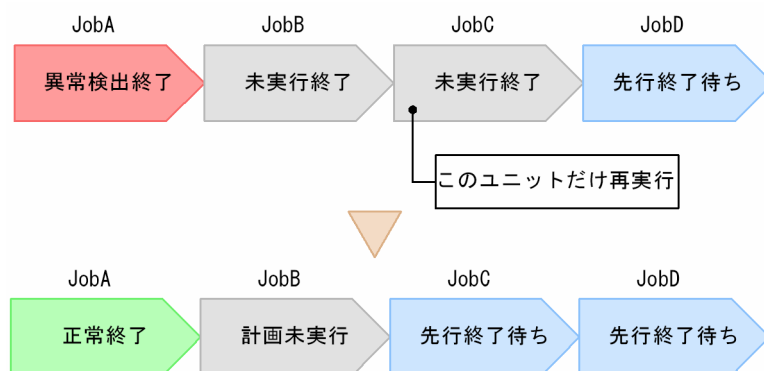 JobA
JobB
JobC
JobD
異常検出終了
未実行終了
未実行終了
先行終了待ち
このユニットだけ再実行
JobA
JobB
JobC
JobD
正常終了
計画未実行
先行終了待ち
先行終了待ち